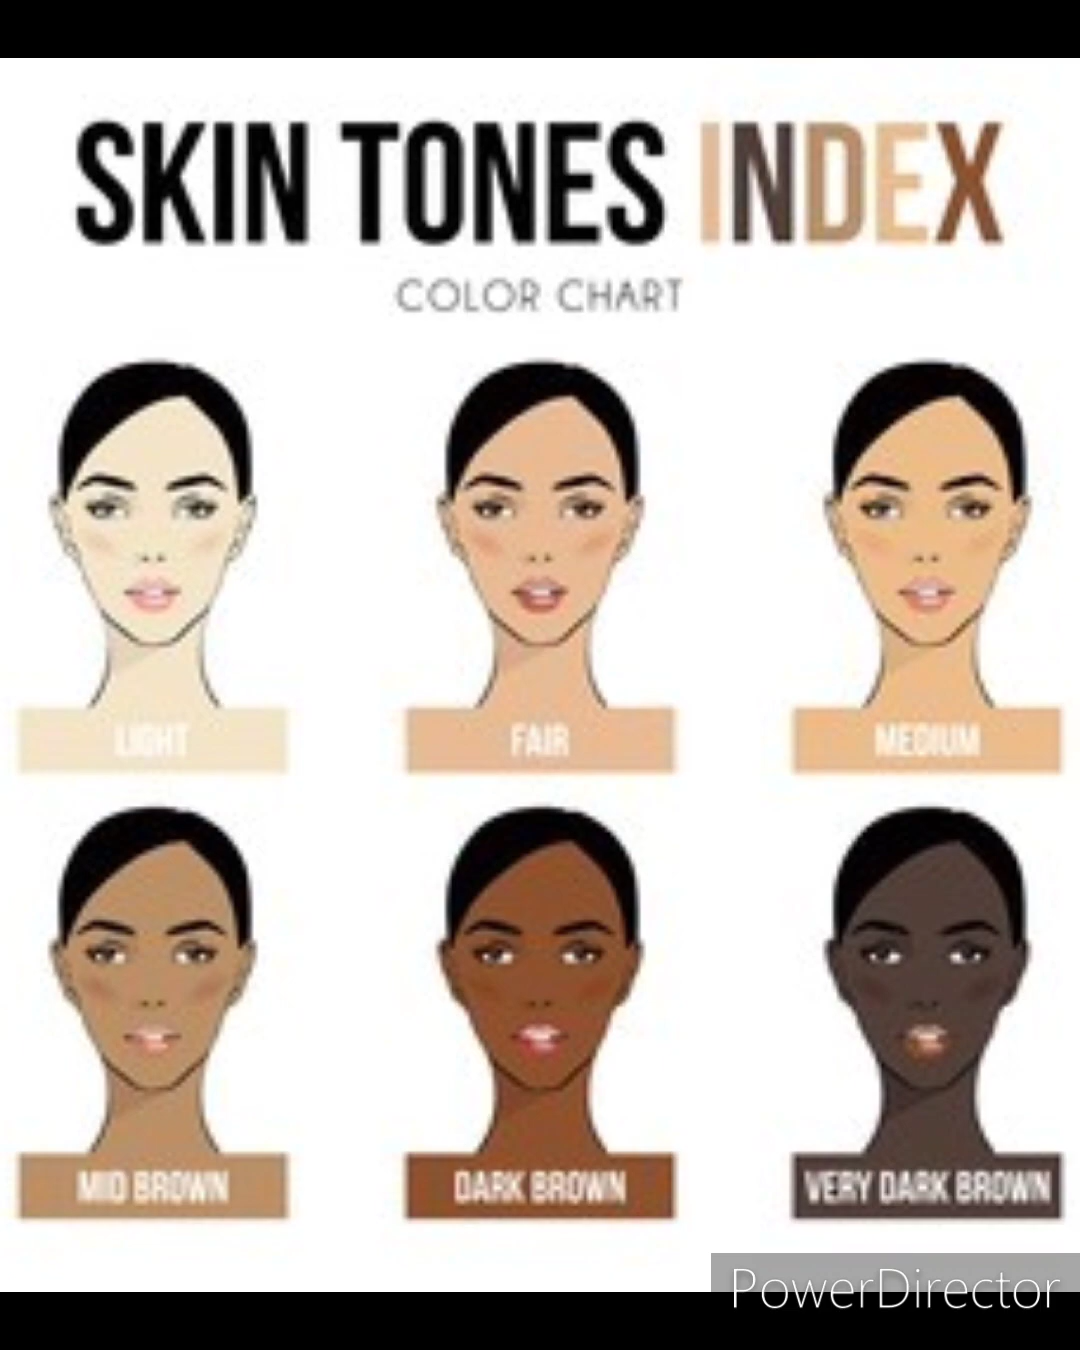 SKIN TONES INDEX
COLOR CHART
LIGHT
FAIR
MEDIUM
MID BROWN
DARK BROWN
VERY DARK BROWN
PowerDirector